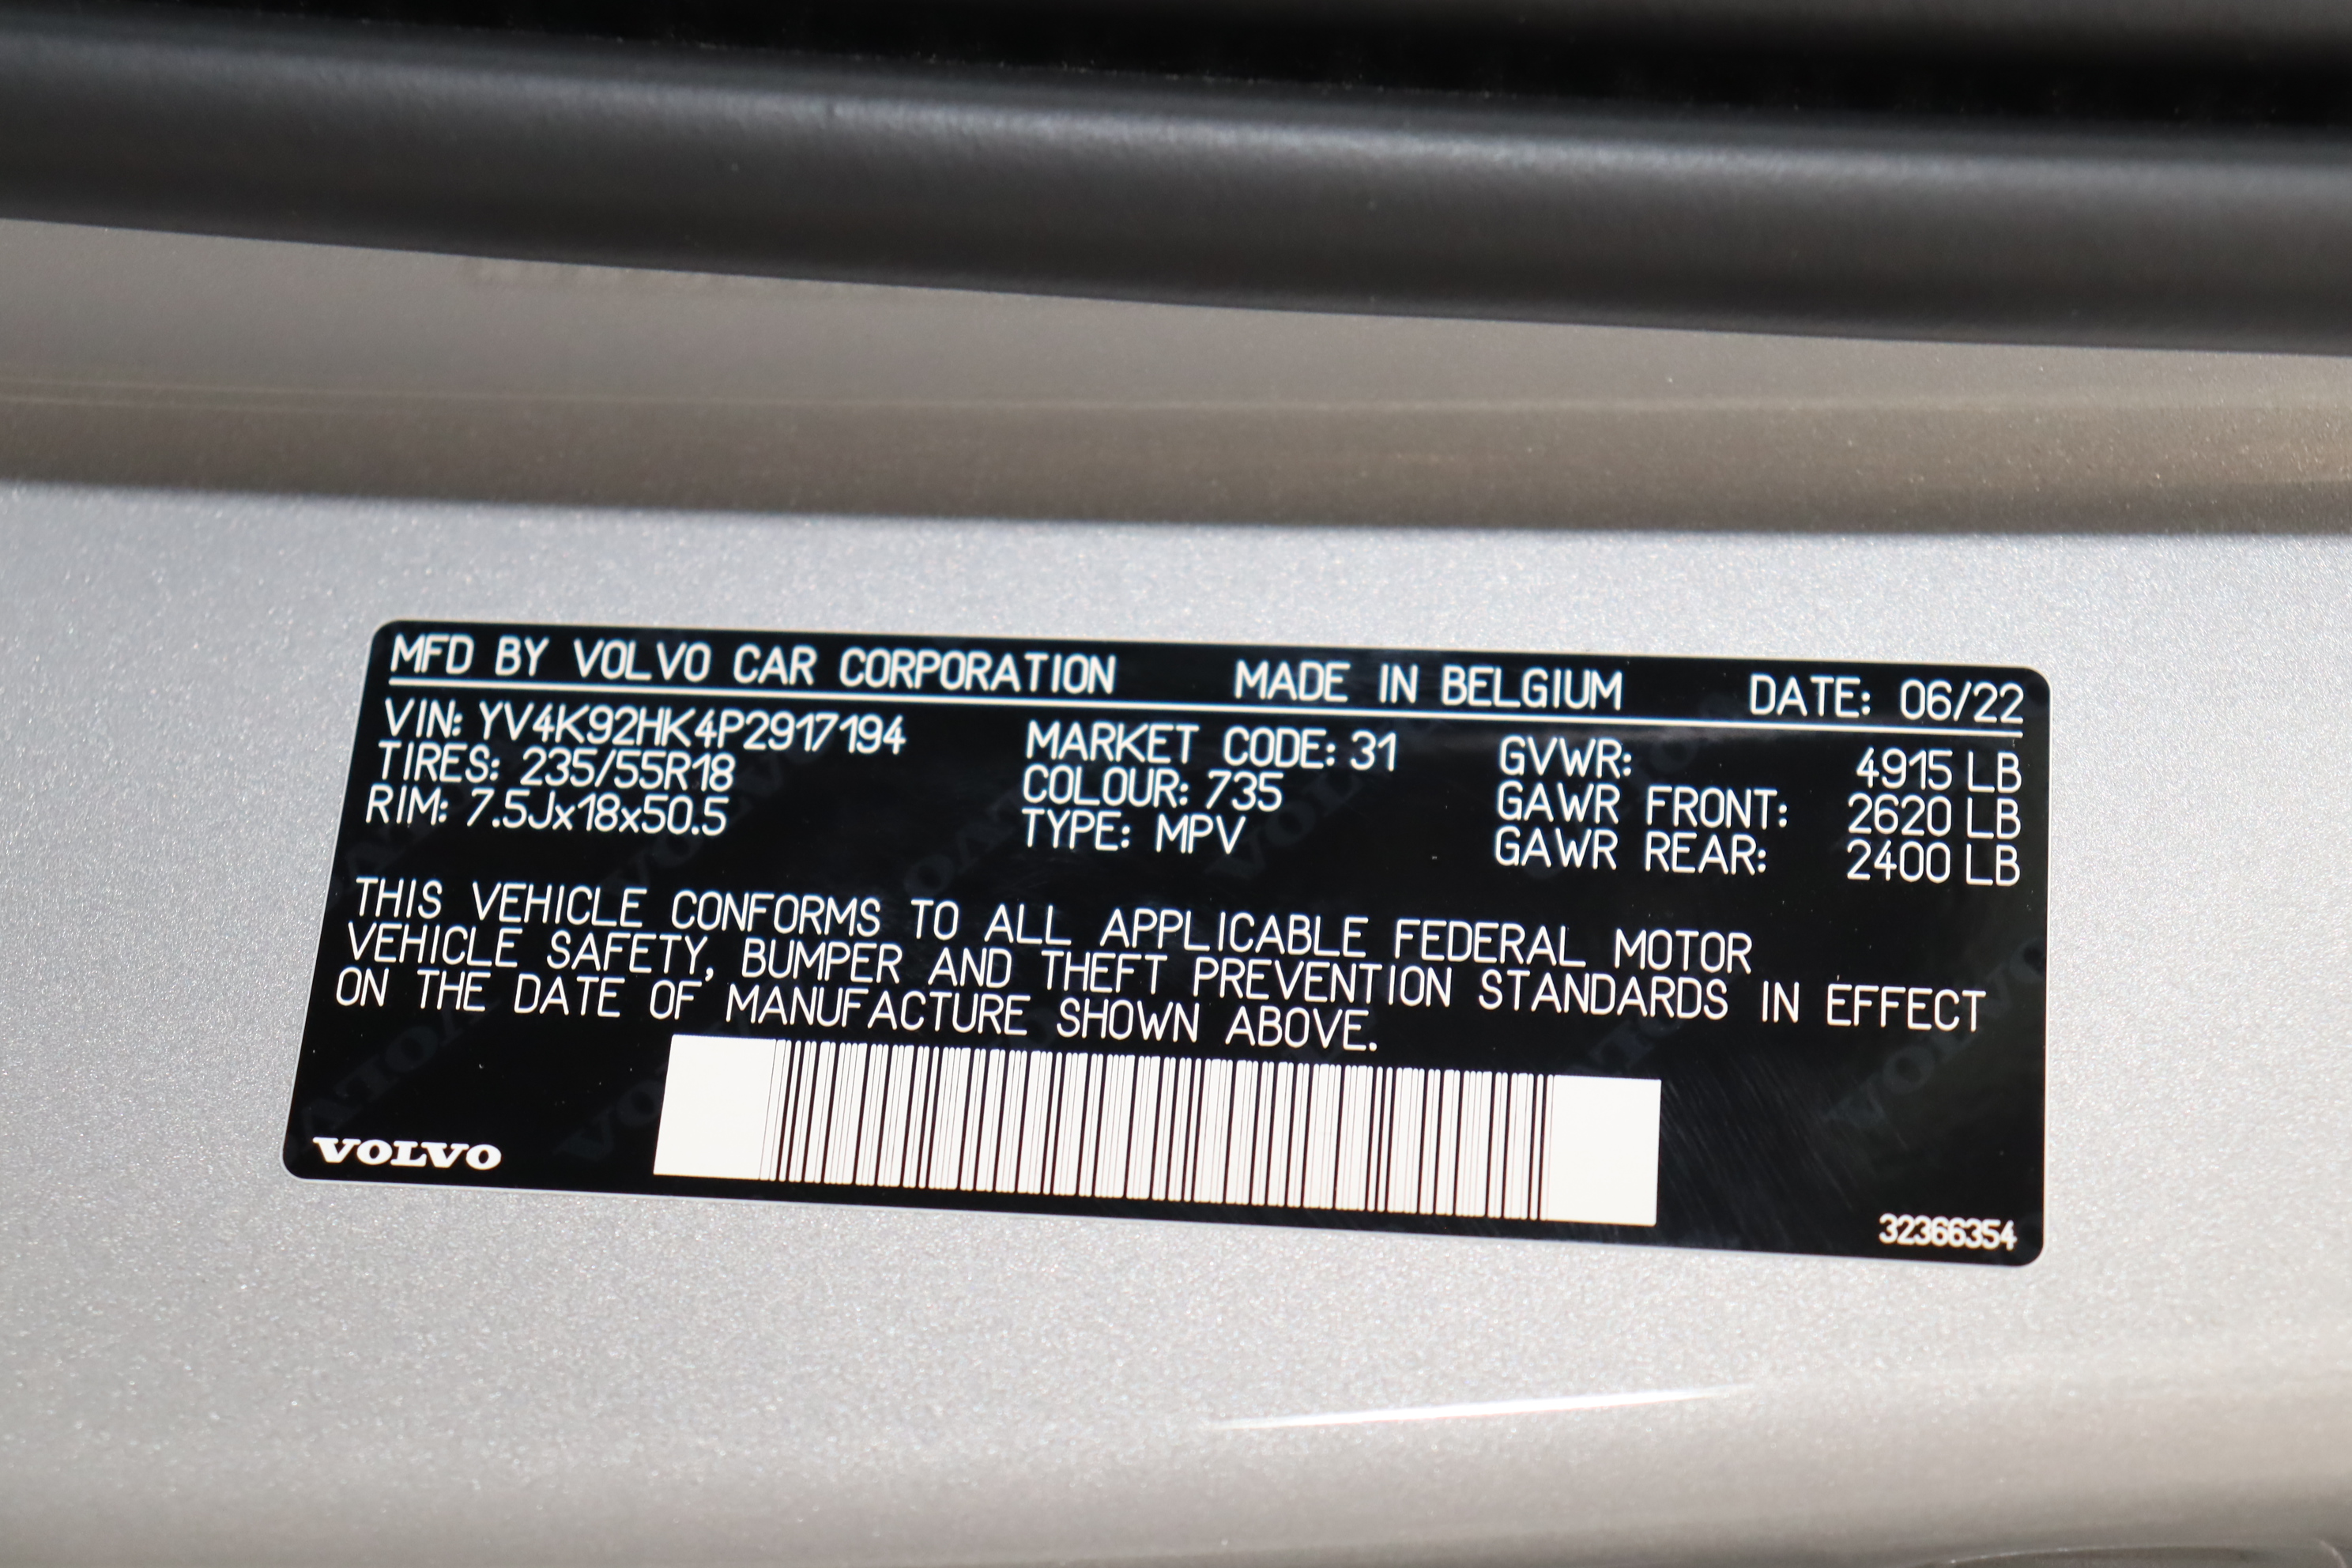 MFD BY VOLVO CAR CORPORATION MADE IN BELGIUM DATE: 06/22
VIN: YV4K92HK4P2917194
TIRES: 235/55R18
RIM: 7.5Jx18x50.5
MARKET CODE: 31
COLOUR: 735
TYPE: MPV
GVWR: 4915 LB
GAWR FRONT: 2620 LB
GAWR REAR: 2400 LB
THIS VEHICLE CONFORMS TO ALL APPLICABLE FEDERAL MOTOR
VEHICLE SAFETY, BUMPER AND THEFT PREVENTION STANDARDS IN EFFECT
ON THE DATE OF MANUFACTURE SHOWN ABOVE.
VOLVO
32366354